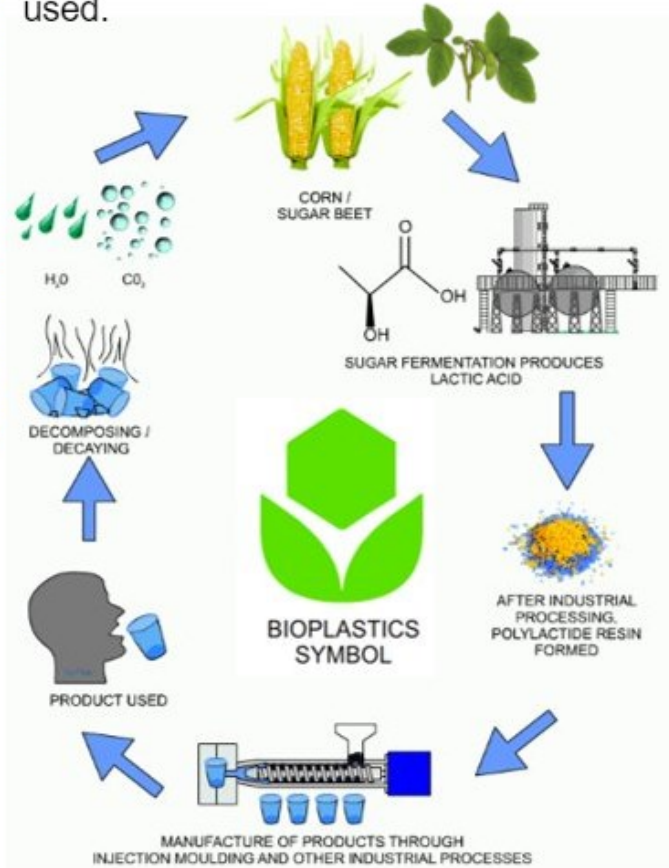 used.
CORN /
SUGAR BEET
O
OH
OH
SUGAR FERMENTATION PRODUCES
LACTIC ACID
AFTER INDUSTRIAL
PROCESSING,
POLYLACTIDE RESIN
FORMED
MANUFACTURE OF PRODUCTS THROUGH
INJECTION MOULDING AND OTHER INDUSTRIAL PROCESSES
PRODUCT USED
DECOMPOSING /
DECAYING
H₂O CO₂
BIOPLASTICS
SYMBOL